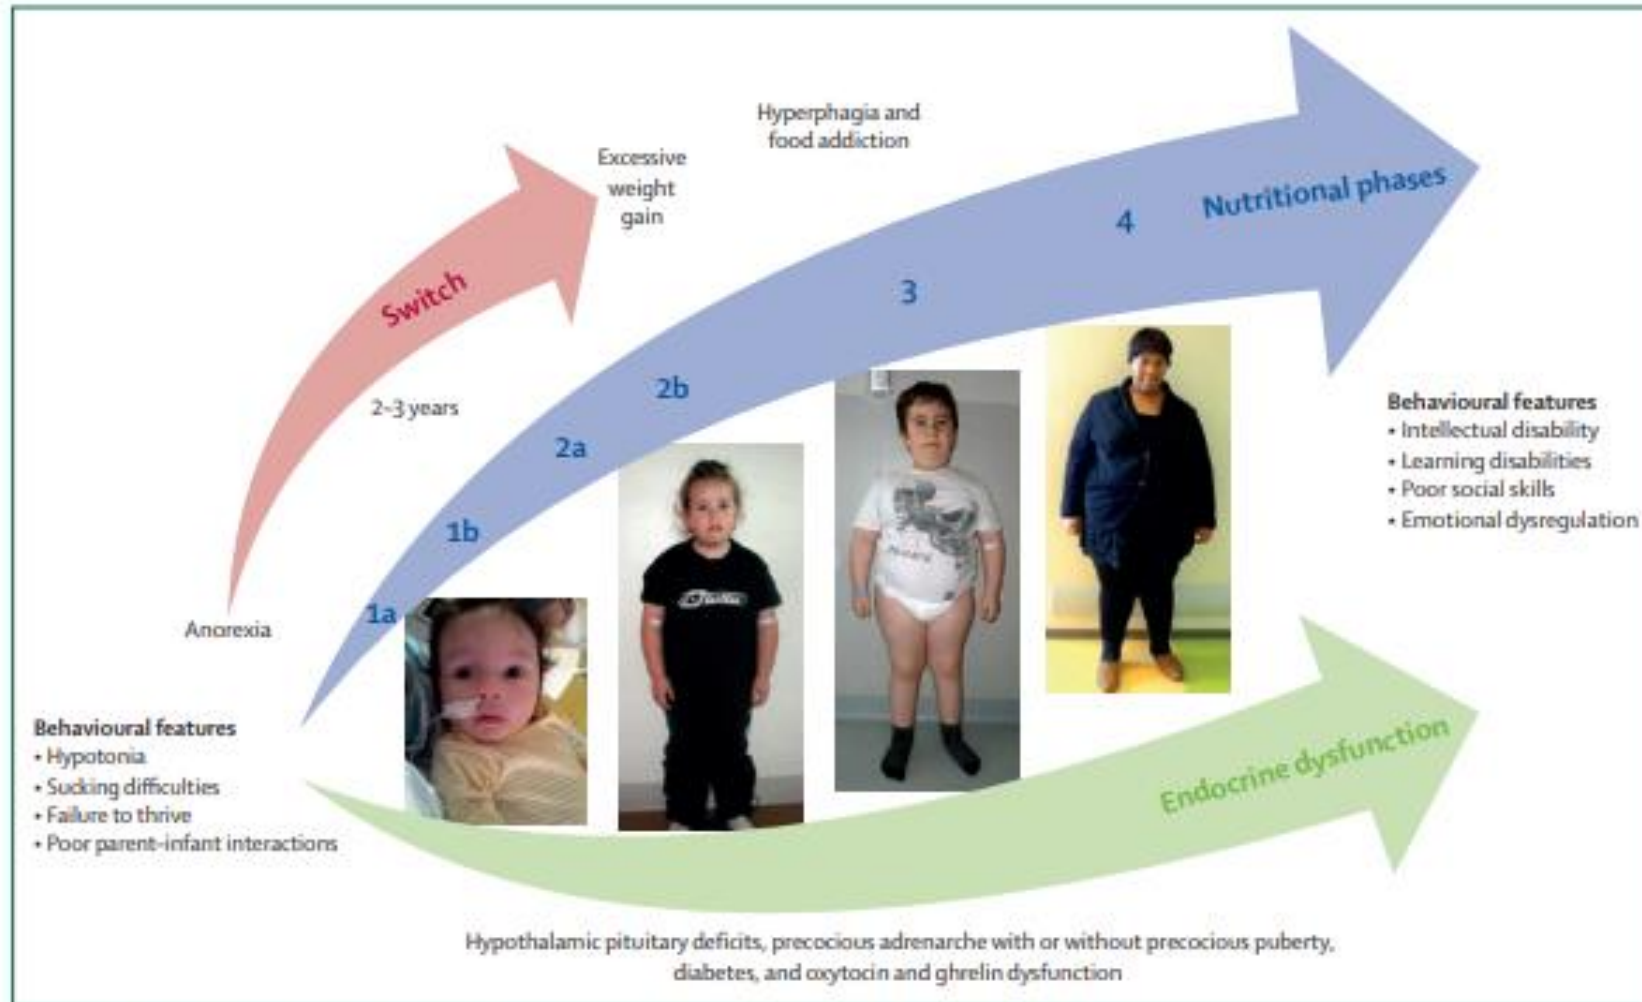 Hyperphagia and
food addiction
Excessive
weight
gain
Switch
2-3 years
Anorexia
Nutritional phases
1a
1b
2a
2b
3
4
Behavioural features
• Hypotonia
• Sucking difficulties
• Failure to thrive
• Poor parent-infant interactions
Behavioural features
• Intellectual disability
• Learning disabilities
• Poor social skills
• Emotional dysregulation
Endocrine dysfunction
Hypothalamic pituitary deficits, precocious adrenarche with or without precocious puberty,
diabetes, and oxytocin and ghrelin dysfunction